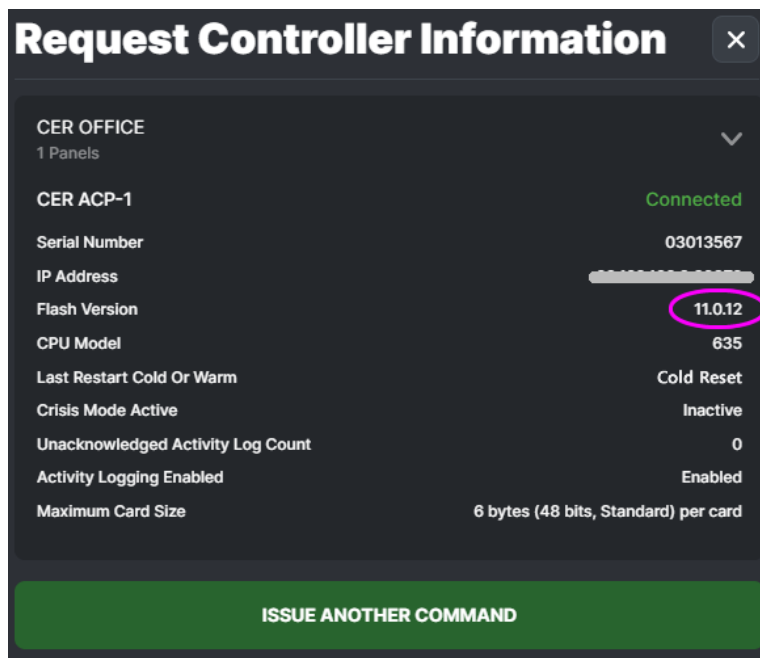 Request Controller Information
CER OFFICE
1 Panels
CER ACP-1 Connected
Serial Number 03013567
IP Address
Flash Version 11.0.12
CPU Model 635
Last Restart Cold Or Warm Cold Reset
Crisis Mode Active Inactive
Unacknowledged Activity Log Count 0
Activity Logging Enabled Enabled
Maximum Card Size 6 bytes (48 bits, Standard) per card
ISSUE ANOTHER COMMAND